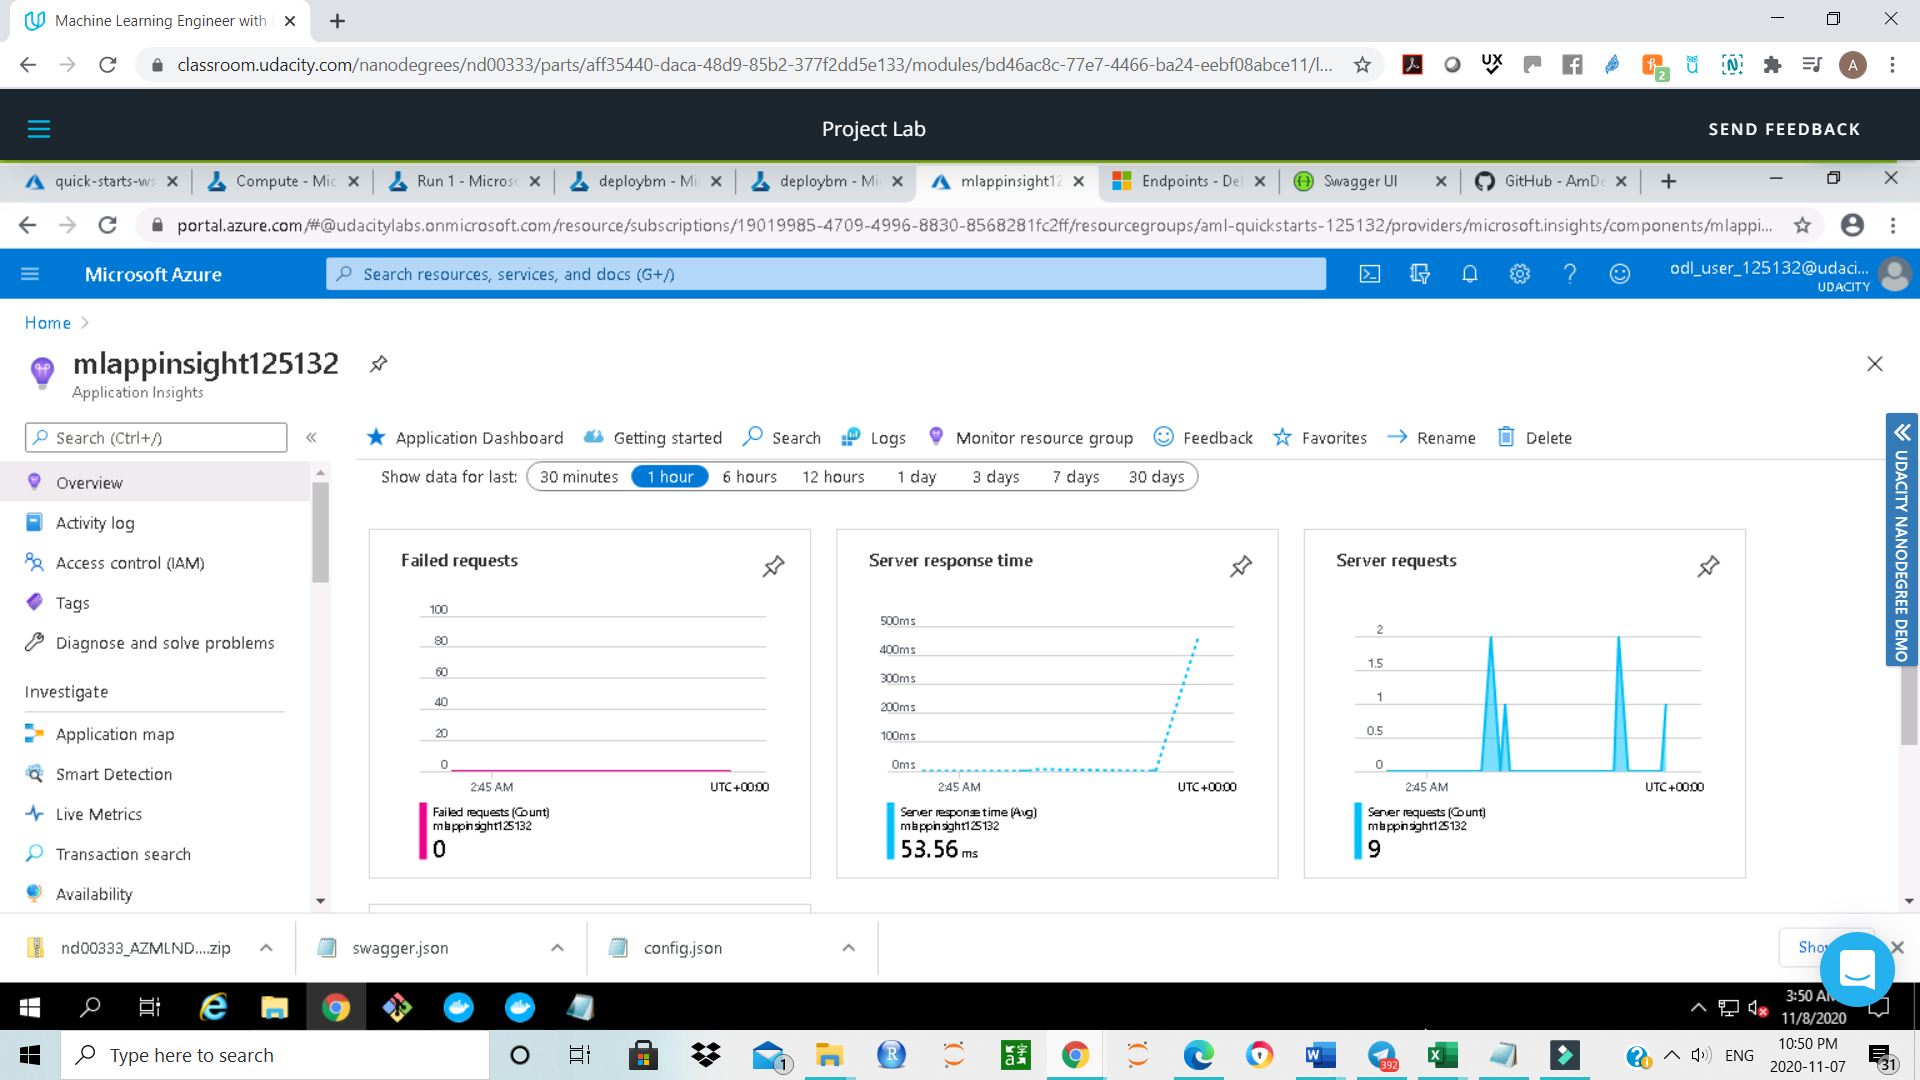 Machine Learning Engineer with
classroom.udacity.com/nanodegrees/nd00333/parts/aff35440-daca-48d9-85b2-377f2dd5e133/modules/bd46ac8c-77e7-4466-ba24-eebf08abce11/l...
UX
2
A
Project Lab
SEND FEEDBACK
quick-starts-ws
Compute - Mic
Run 1 - Microso
deploybm - Mi
deploybm - Mi
mlappinsight12
Endpoints - Del
Swagger UI
GitHub - AmDe
portal.azure.com/#@udacitylabs.onmicrosoft.com/resource/subscriptions/19019985-4709-4996-8830-8568281fc2ff/resourcegroups/aml-quickstarts-125132/providers/microsoft.insights/components/mlappi...
Microsoft Azure
Search resources, services, and docs (G+/)
odl_user_125132@udaci...
UDACITY
Home
mlappinsight125132
Application Insights
Search (Ctrl+/)
Application Dashboard
Getting started
Search
Logs
Monitor resource group
Feedback
Favorites
Rename
Delete
Show data for last:
30 minutes
1 hour
6 hours
12 hours
1 day
3 days
7 days
30 days
Overview
Activity log
Access control (IAM)
Tags
Diagnose and solve problems
Investigate
Application map
Smart Detection
Live Metrics
Transaction search
Availability
Failed requests
100
80
60
40
20
0
2:45 AM
UTC+00:00
Failed requests (Count)
mlappinsight125132
0
Server response time
500ms
400ms
300ms
200ms
100ms
0ms
2:45 AM
UTC+00:00
Server response time (Avg)
mlappinsight125132
53.56 ms
Server requests
2
1.5
1
0.5
0
2:45 AM
UTC+00:00
Server requests (Count)
mlappinsight125132
9
UDACITY NANODEGREE DEMO
nd00333_AZMLND....zip
swagger.json
config.json
Sho
3:50 AM
11/8/2020
Type here to search
1
R
392
ENG
10:50 PM
2020-11-07
31